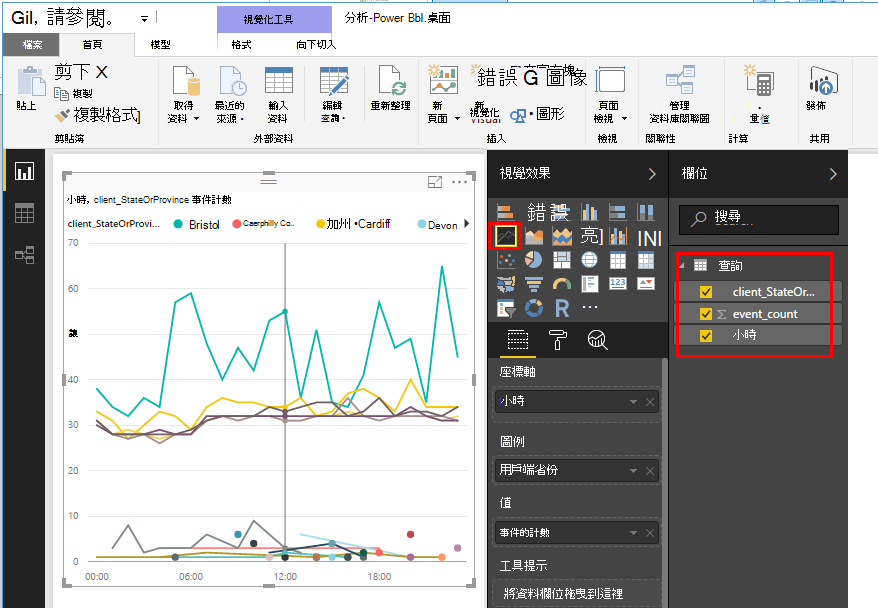 Gil, 請參閱。
視覺化工具
分析-Power Bbl.桌面
檔案
首頁
模型
格式
向下切入
貼上
剪下 X
複製
複製格式]
剪貼簿
取得
資料
最近的
來源
輸入
資料
編輯
查詢
外部資料
重新整理
新
頁面
新
視覺化
錯誤 G 圖像
圖形
插入
頁面
檢視
檢視
管理
資料庫關聯圖
關聯性
量值
計算
發佈
共用
小時, client_StateOrProvince 事件計數
client_StateOrProvi...
Bristol
Caerphilly Co..
加州 •Cardiff
Devon
70
60
40
30
20
10
0
00:00
06:00
12:00
18:00
視覺效果
錯誤
亮]
INI
123
R
...
座標軸
小時
圖例
用戶端省份
值
事件的計數
工具提示
將資料欄位拖曳到這裡
欄位
搜尋
查詢
client_StateOr...
Σ event_count
小時